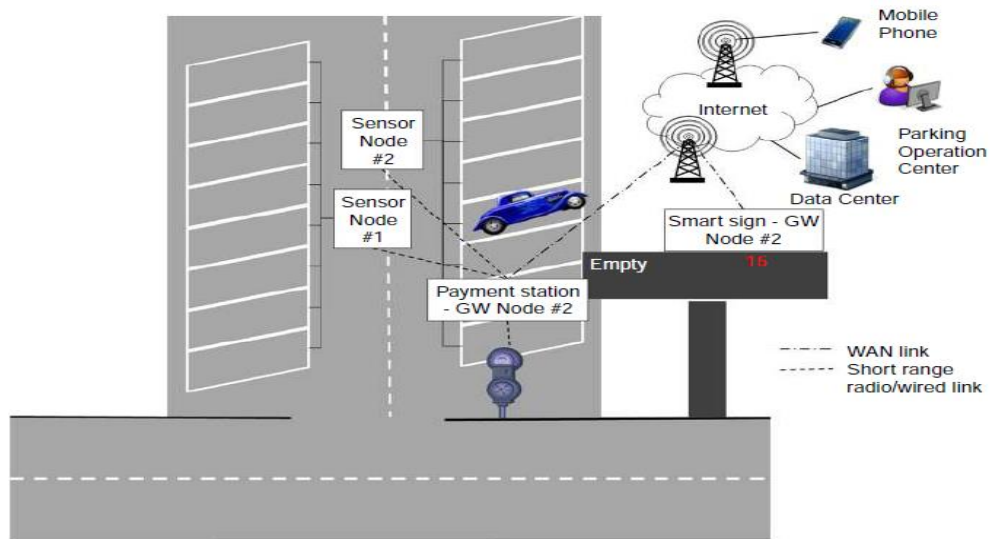 Mobile
Phone
Internet
Parking
Operation
Center
Data Center
Sensor
Node
#2
Sensor
Node
#1
Smart sign - GW
Node #2
Empty 15
Payment station
- GW Node #2
WAN link
Short range
radio/wired link